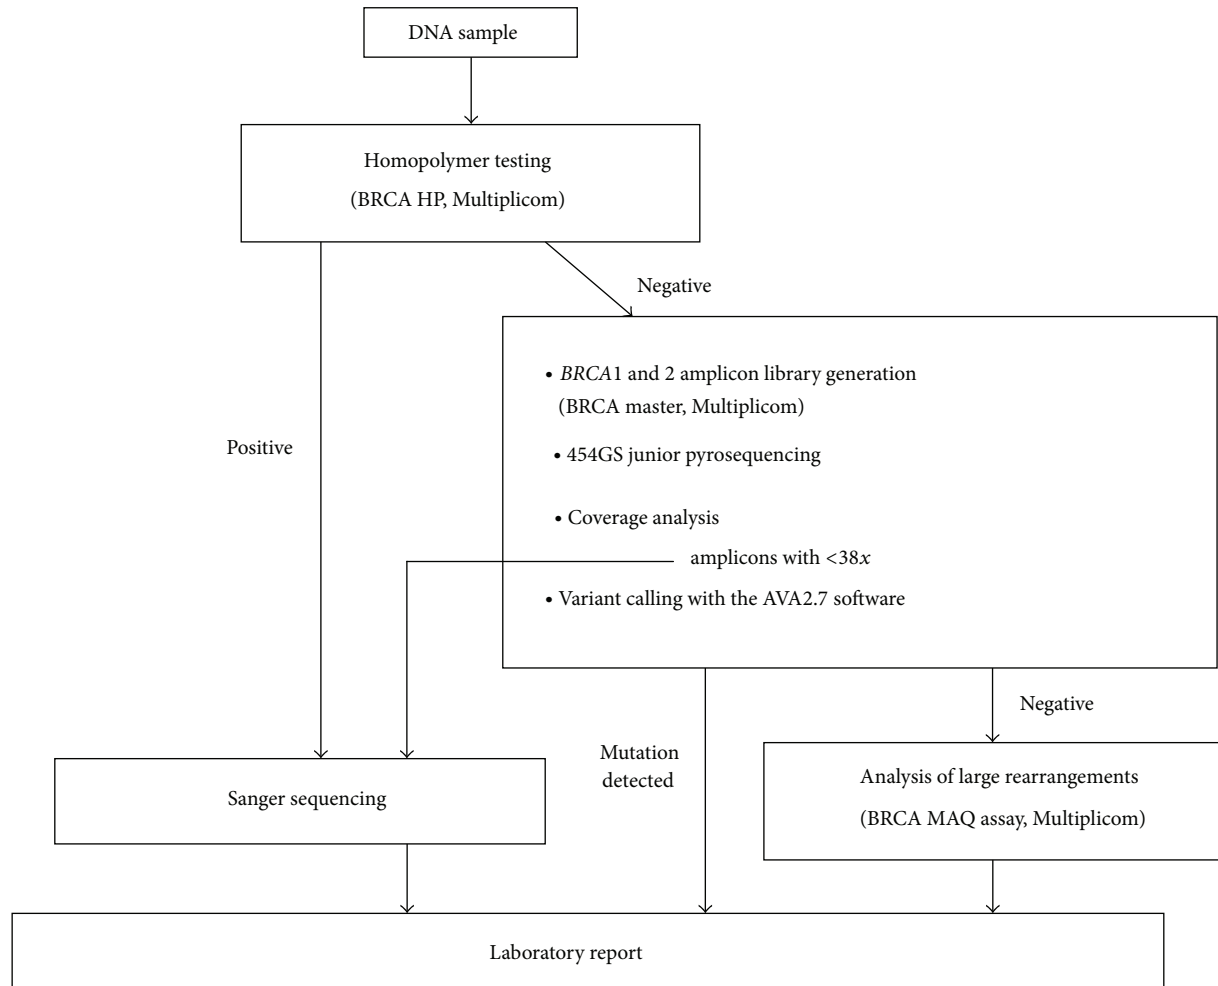 DNA sample
Homopolymer testing
(BRCA HP, Multiplicom)
Negative
• BRCA1 and 2 amplicon library generation
(BRCA master, Multiplicom)
Positive
• 454GS junior pyrosequencing
• Coverage analysis
amplicons with <38x
• Variant calling with the AVA2.7 software
Negative
Mutation
detected
Analysis of large rearrangements
(BRCA MAQ assay, Multiplicom)
Sanger sequencing
Laboratory report